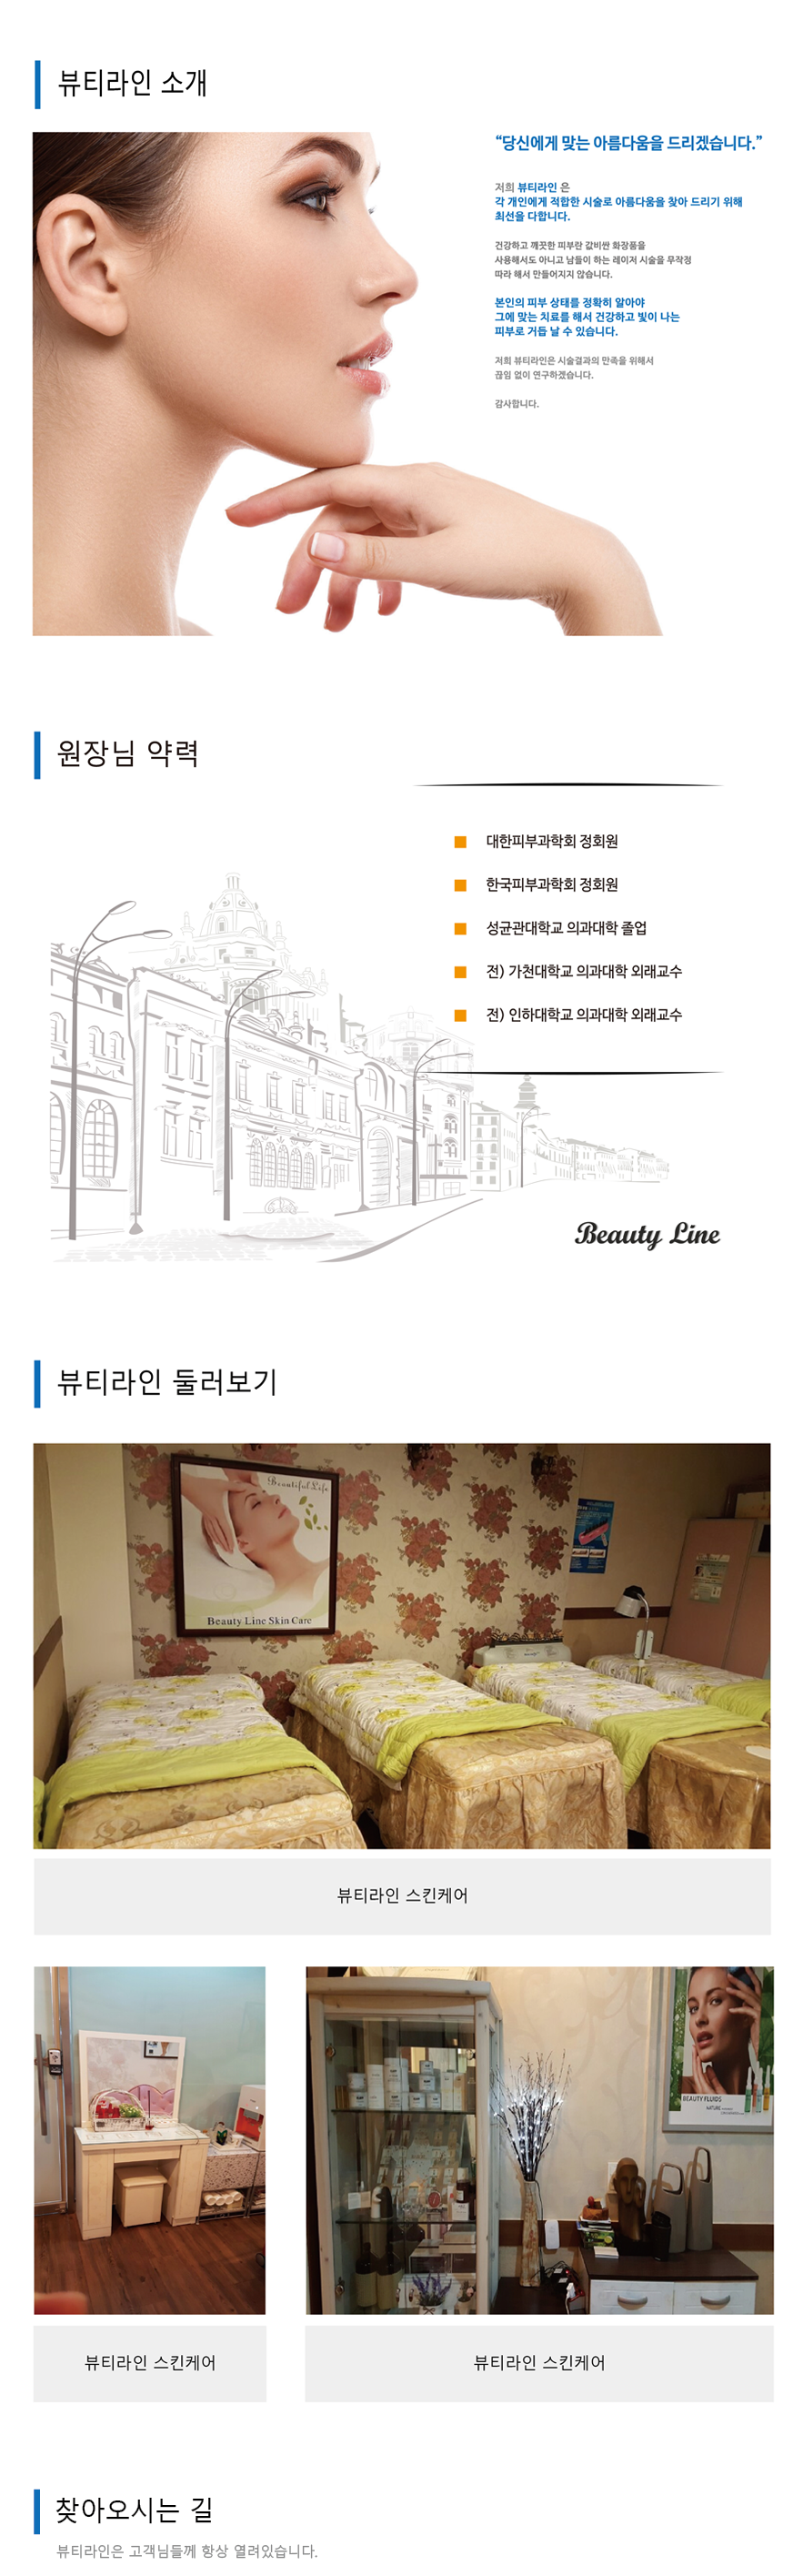 뷰티라인 소개
“당신에게 맞는 아름다움을 드리겠습니다.”
저희 뷰티라인 은
각 개인에게 적합한 시술로 아름다움을 찾아 드리기 위해
최선을 다합니다.
건강하고 깨끗한 피부란 값비싼 화장품을
사용해서도 아니고 남들이 하는 레이저 시술을 무작정
따라 해서 만들어지지 않습니다.
본인의 피부 상태를 정확히 알아야
그에 맞는 치료를 해서 건강하고 빛이 나는
피부로 거듭 날 수 있습니다.
저희 뷰티라인은 시술결과의 만족을 위해서
끊임 없이 연구하겠습니다.
감사합니다.
원장님 약력
대한피부과학회 정회원
한국피부과학회 정회원
성균관대학교 의과대학 졸업
전) 가천대학교 의과대학 외래교수
전) 인하대학교 의과대학 외래교수
Beauty Line
뷰티라인 둘러보기
Beautiful Life
Beauty Line Skin Care
뷰티라인 스킨케어
BEAUTY FLUIDS
뷰티라인 스킨케어
뷰티라인 스킨케어
찾아오시는 길
뷰티라인은 고객님들께 항상 열려있습니다.